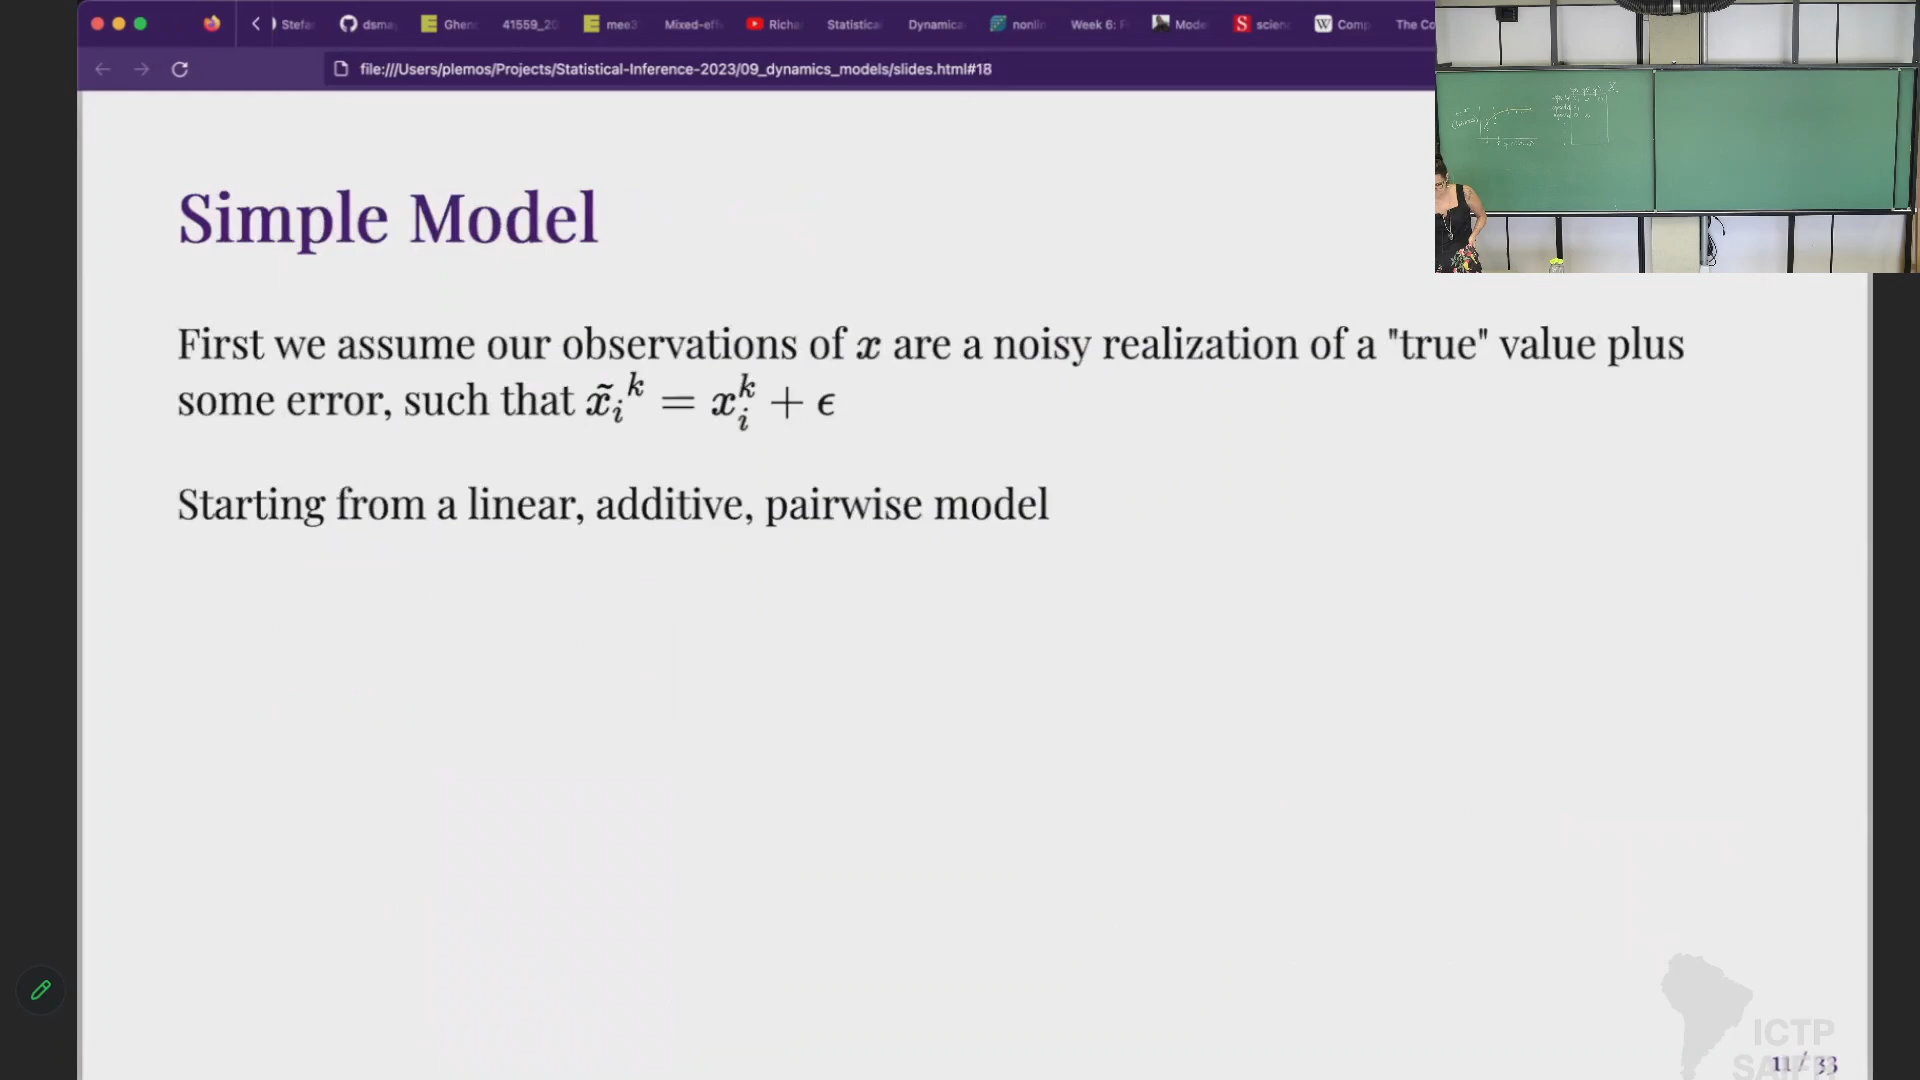 Stefa
dsma
Ghen
41559_20
mee3
Mixed-eff
Richa
Statistica
Dynamica
nonlin
Week 6: F
Mode
scien
W Comp
The Co
file:///Users/plemos/Projects/Statistical-Inference-2023/09_dynamics_models/slides.html#18
Simple Model
First we assume our observations of x are a noisy realization of a "true" value plus
some error, such that x̃ᵢᵏ = xᵢᵏ + ϵ
Starting from a linear, additive, pairwise model
ICTP
11 / 33